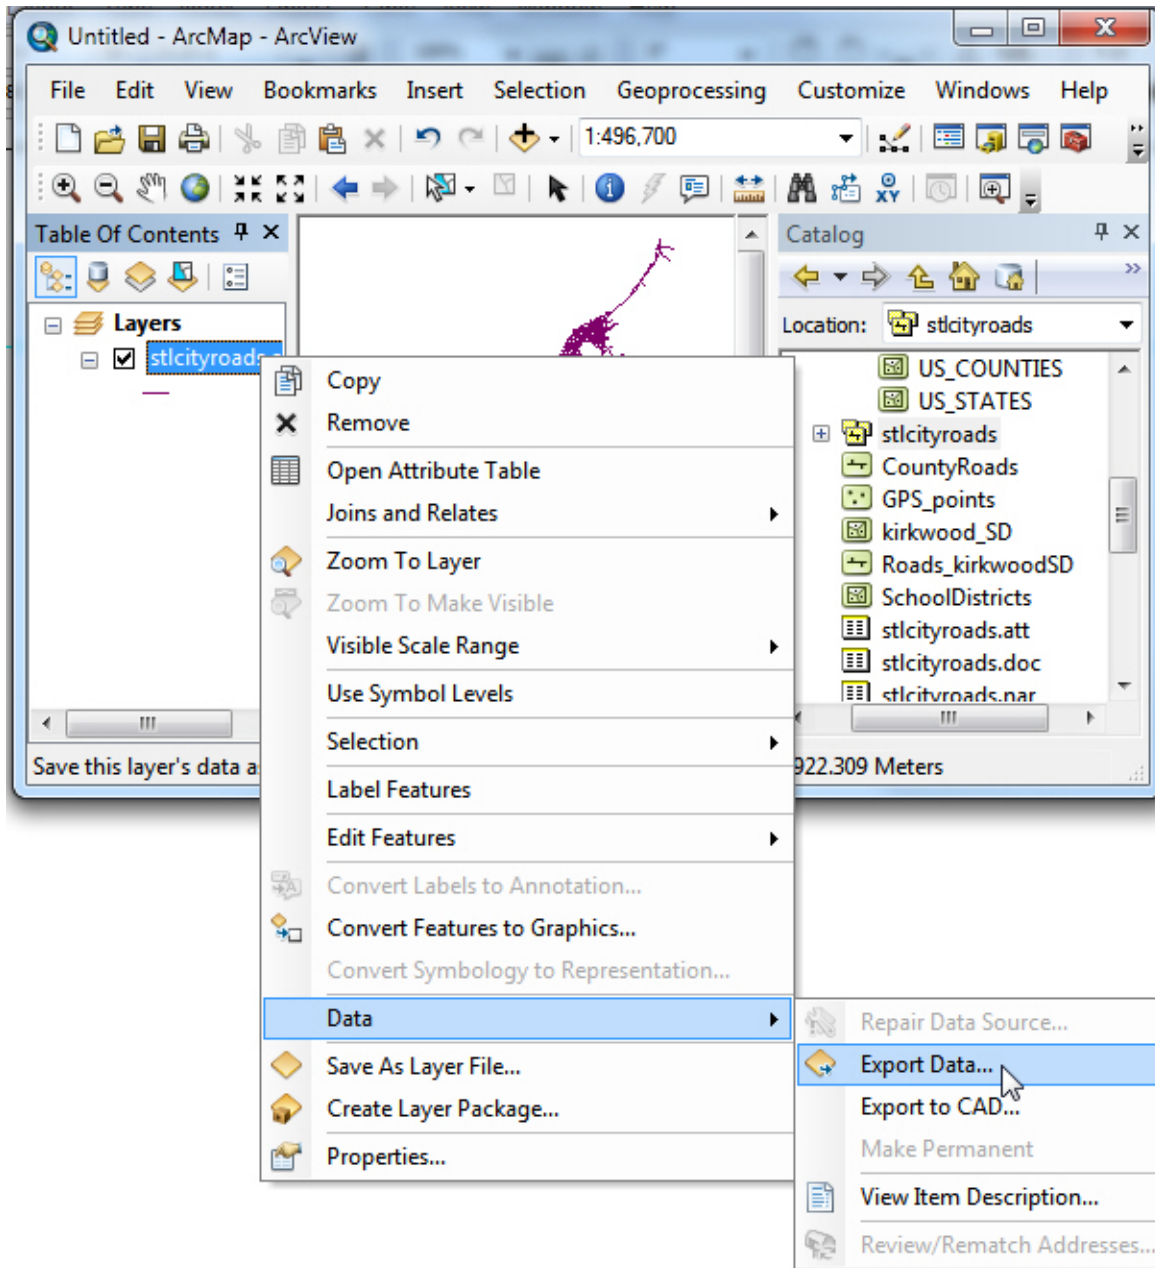 Untitled - ArcMap - ArcView
File Edit View Bookmarks Insert Selection Geoprocessing Customize Windows Help
1:496,700
Table Of Contents
Layers
stlcityroads
Catalog
Location: stlcityroads
US_COUNTIES
US_STATES
stlcityroads
CountyRoads
GPS_points
kirkwood_SD
Roads_kirkwoodSD
SchoolDistricts
stlcityroads.att
stlcityroads.doc
stlcityroads.par
Save this layer's data a
922.309 Meters
Copy
Remove
Open Attribute Table
Joins and Relates
Zoom To Layer
Zoom To Make Visible
Visible Scale Range
Use Symbol Levels
Selection
Label Features
Edit Features
Convert Labels to Annotation...
Convert Features to Graphics...
Convert Symbology to Representation...
Data
Save As Layer File...
Create Layer Package...
Properties...
Repair Data Source...
Export Data...
Export to CAD...
Make Permanent
View Item Description...
Review/Rematch Addresses...